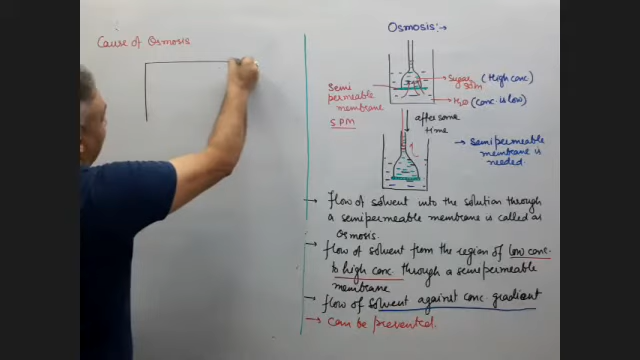 Cause of Osmosis
Osmosis:→
Sugar soln (High conc)
Semi permeable membrane
S.P.M
H₂O (conc is low)
after some time
→ semipermeable membrane is needed.
→ flow of solvent into the solution through
a semipermeable membrane is called as
Osmosis.
→ flow of solvent from the region of low conc
to high conc. through a semipermeable
membrane
→ flow of solvent against conc. gradient
→ can be prevented.